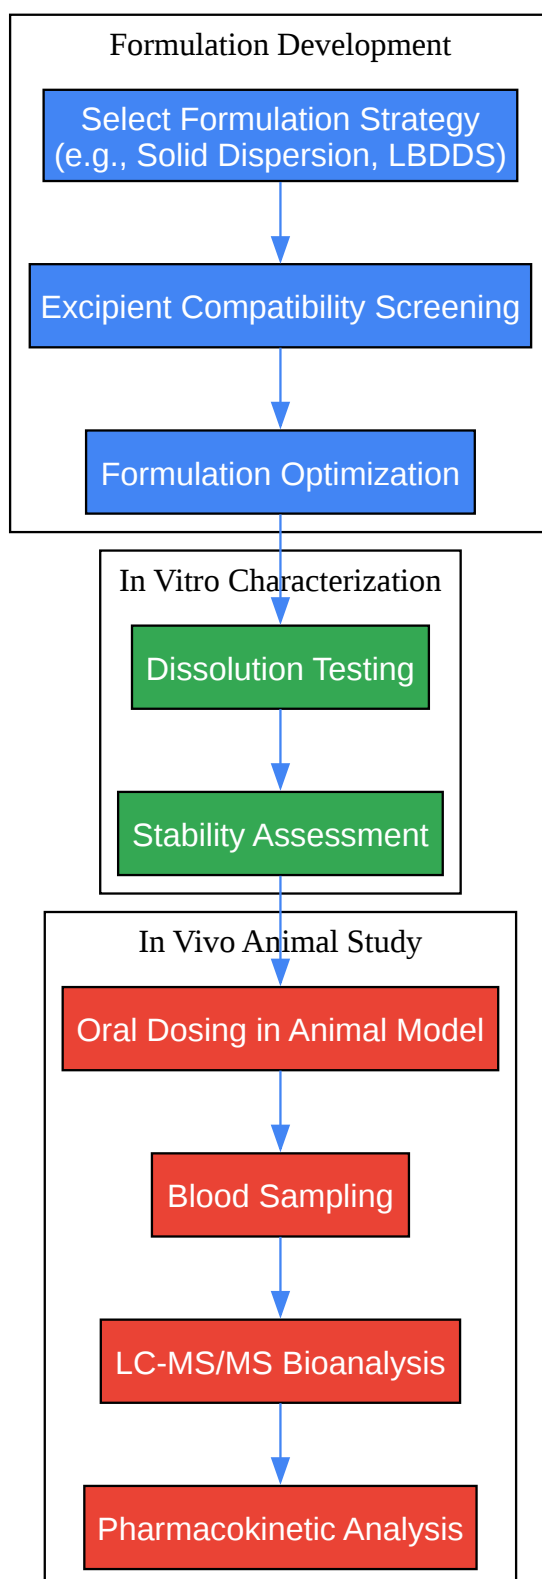 Formulation Development
Select Formulation Strategy
(e.g., Solid Dispersion, LBDDS)
Excipient Compatibility Screening
Formulation Optimization
In Vitro Characterization
Dissolution Testing
Stability Assessment
In Vivo Animal Study
Oral Dosing in Animal Model
Blood Sampling
LC-MS/MS Bioanalysis
Pharmacokinetic Analysis